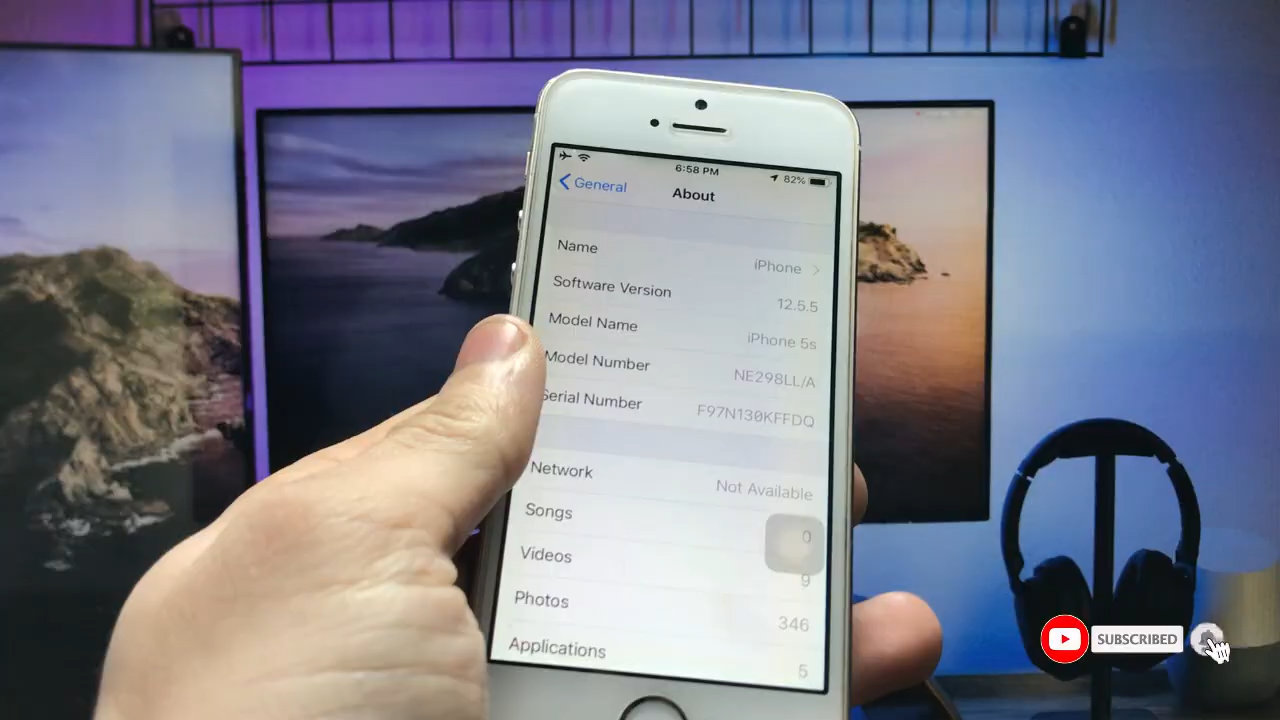 6:58 PM
82%
General
About
Name
iPhone
Software Version
12.5.5
Model Name
iPhone 5s
Model Number
NE298LL/A
Serial Number
F97N130KFFDQ
Network
Not Available
Songs
0
Videos
9
Photos
346
Applications
5
SUBSCRIBED